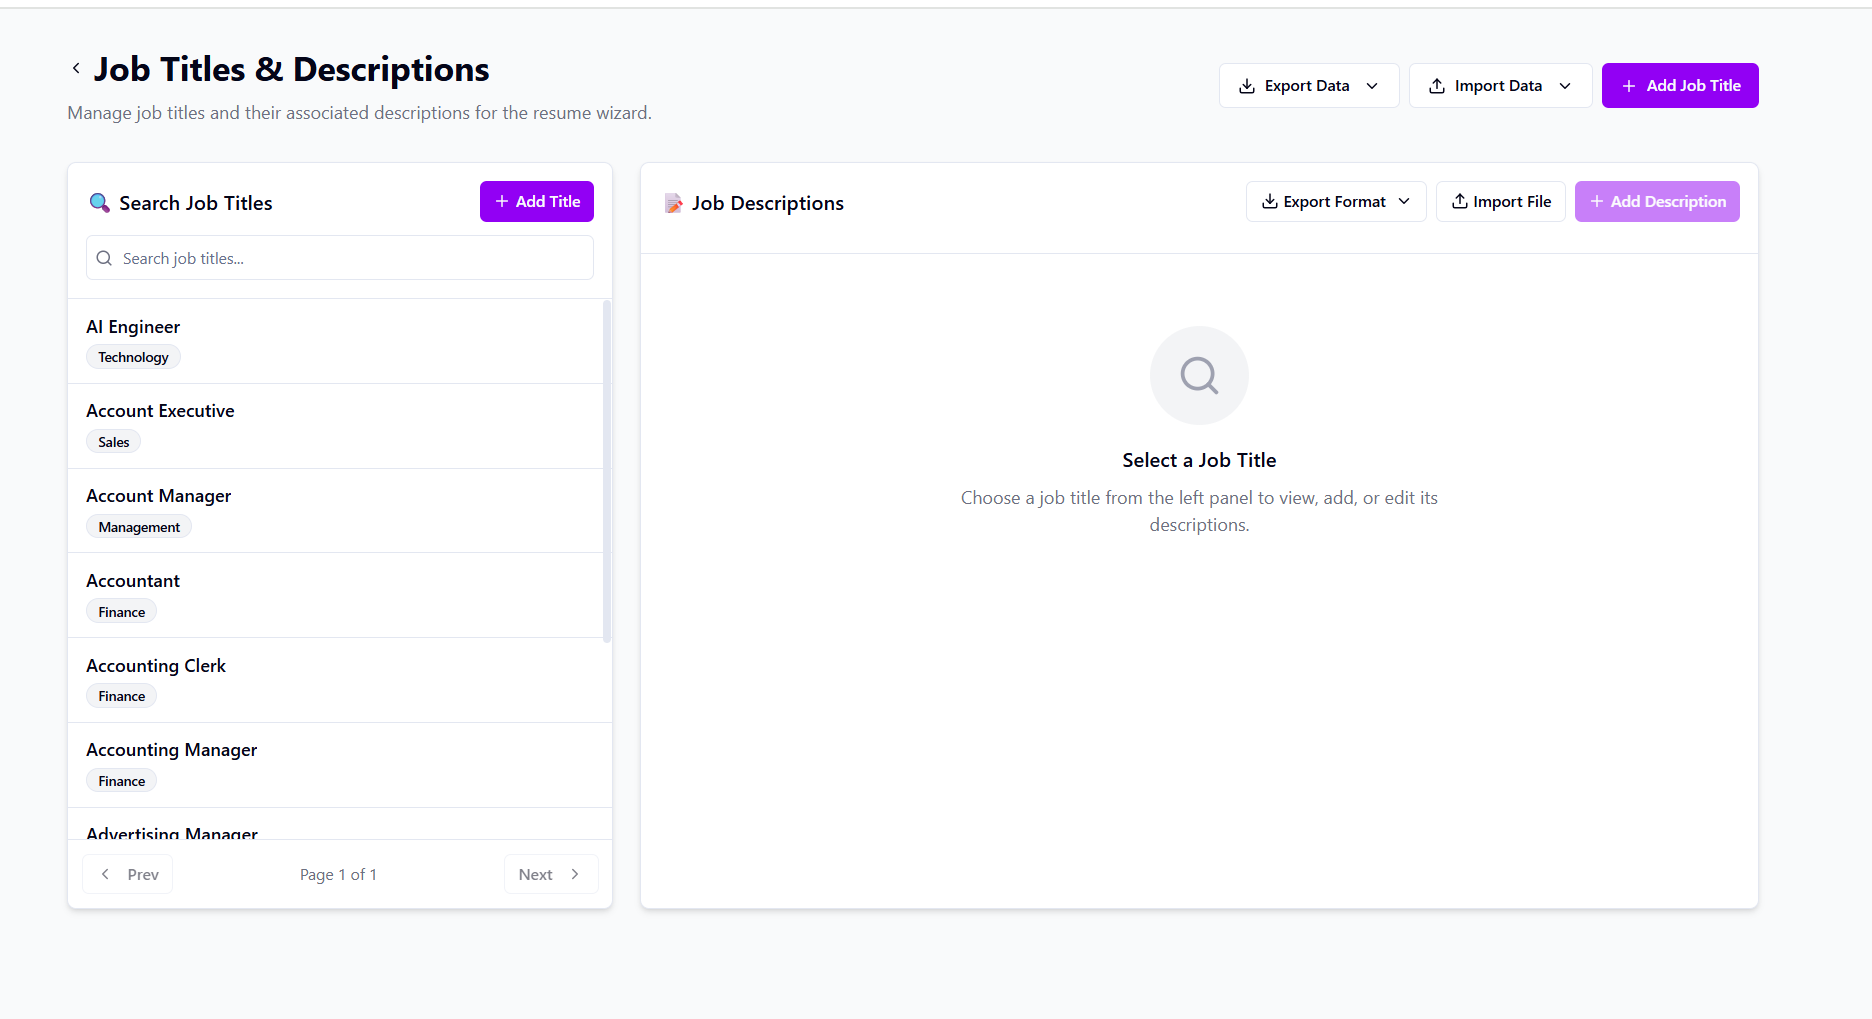 Job Titles & Descriptions
Manage job titles and their associated descriptions for the resume wizard.
Export Data
Import Data
+ Add Job Title
Search Job Titles
+ Add Title
Search job titles...
AI Engineer
Technology
Account Executive
Sales
Account Manager
Management
Accountant
Finance
Accounting Clerk
Finance
Accounting Manager
Finance
Advertising Manager
Prev
Page 1 of 1
Next
Job Descriptions
Export Format
Import File
+ Add Description
Select a Job Title
Choose a job title from the left panel to view, add, or edit its
descriptions.